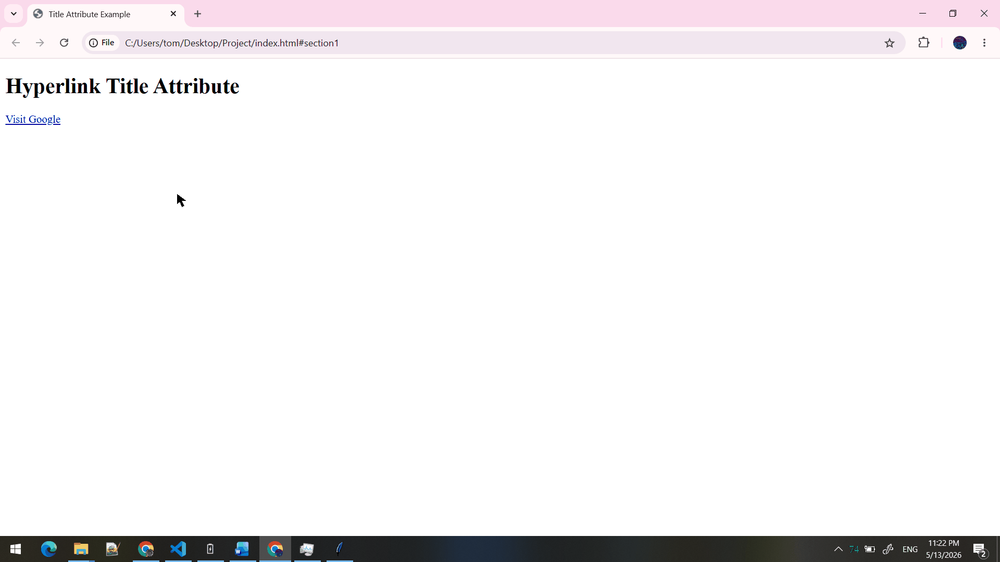 Title Attribute Example
File C:/Users/tom/Desktop/Project/index.html#section1
Hyperlink Title Attribute
Visit Google
74 ENG 11:22 PM
5/13/2026
2